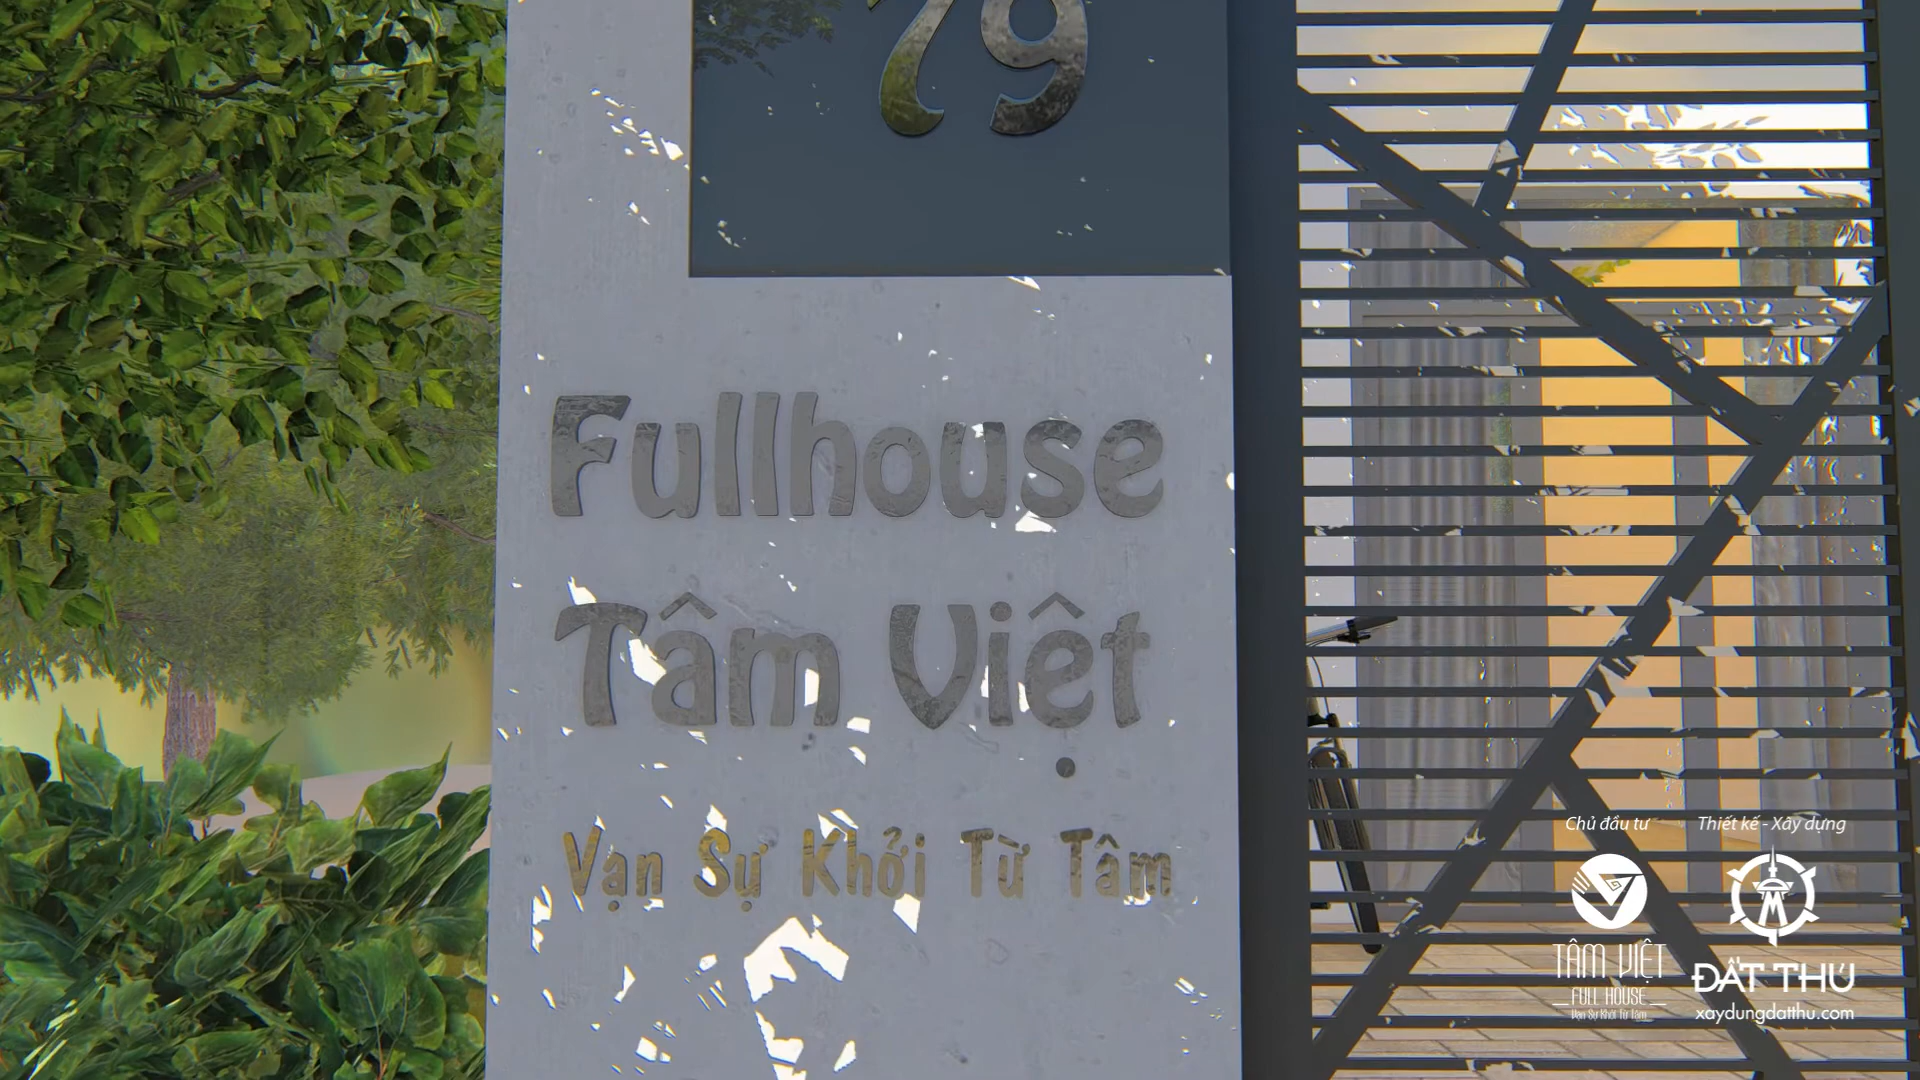 79
Fullhouse
Tâm Việt
Vạn Sự Khởi Từ Tâm
Chủ đầu tư
Thiết kế - Xây dựng
TÂM VIỆT
FULL HOUSE
Vạn Sự Khởi Từ Tâm
ĐẤT THỦ
xaydungdatthu.com